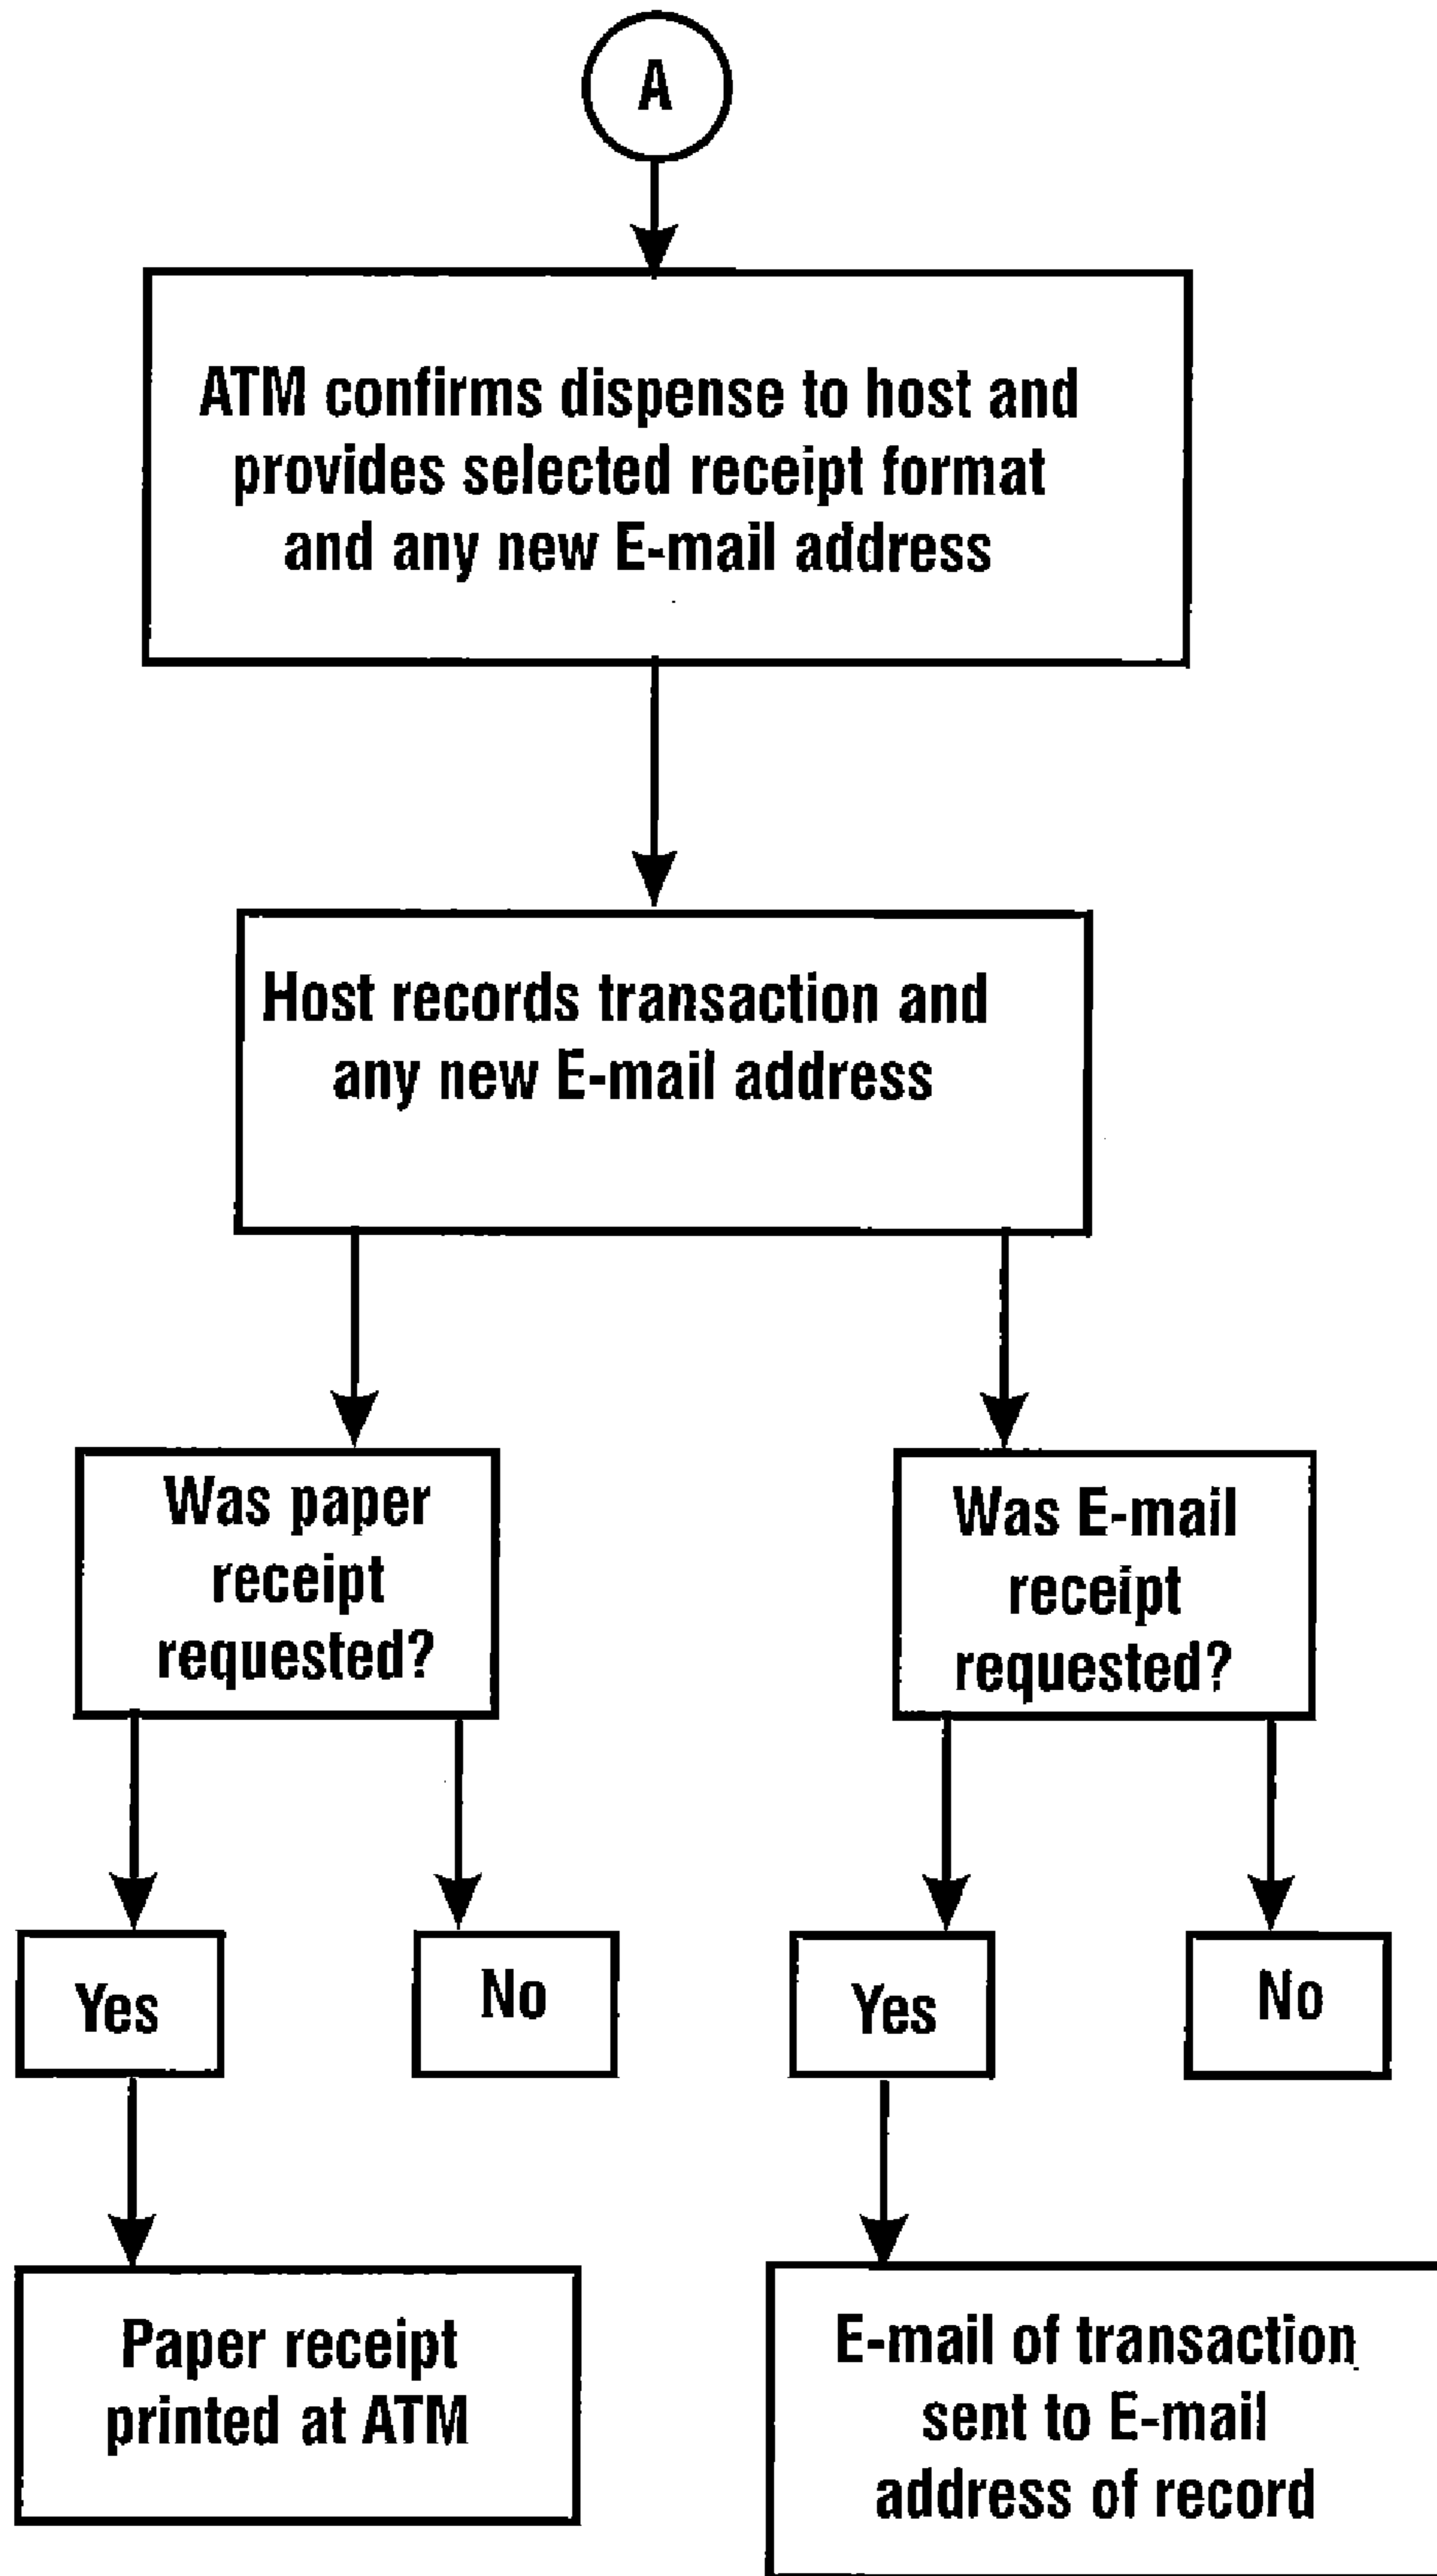 A
ATM confirms dispense to host and
provides selected receipt format
and any new E-mail address
Host records transaction and
any new E-mail address
Was paper
receipt
requested?
Was E-mail
receipt
requested?
Yes
No
Yes
No
Paper receipt
printed at ATM
E-mail of transaction
sent to E-mail
address of record